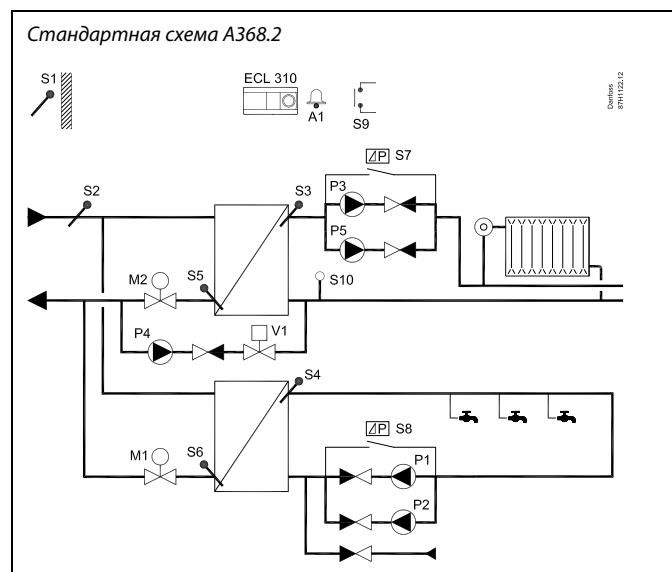 Стандартная схема A368.2
S1
ECL 310
A1
S9
Danfoss
87H1122.12
ΔP S7
S2
S3
P3
P5
M2
S5
S10
P4
V1
S4
ΔP S8
M1
S6
P1
P2